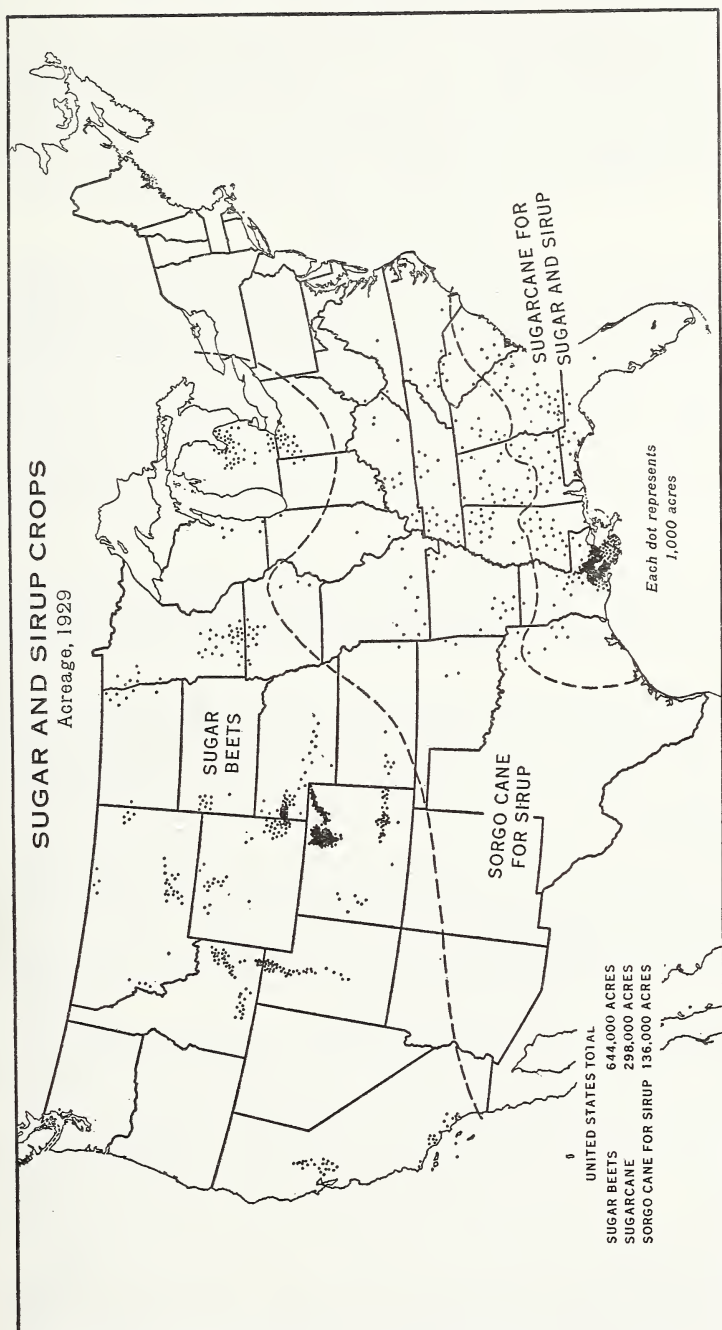 SUGAR AND SIRUP CROPS
Acreage, 1929
SUGAR
BEETS
SORGO CANE
FOR SIRUP
SUGARCANE FOR
SUGAR AND SIRUP
Each dot represents
1,000 acres
UNITED STATES TOTAL
SUGAR BEETS 644,000 ACRES
SUGARCANE 298,000 ACRES
SORGO CANE FOR SIRUP 136,000 ACRES